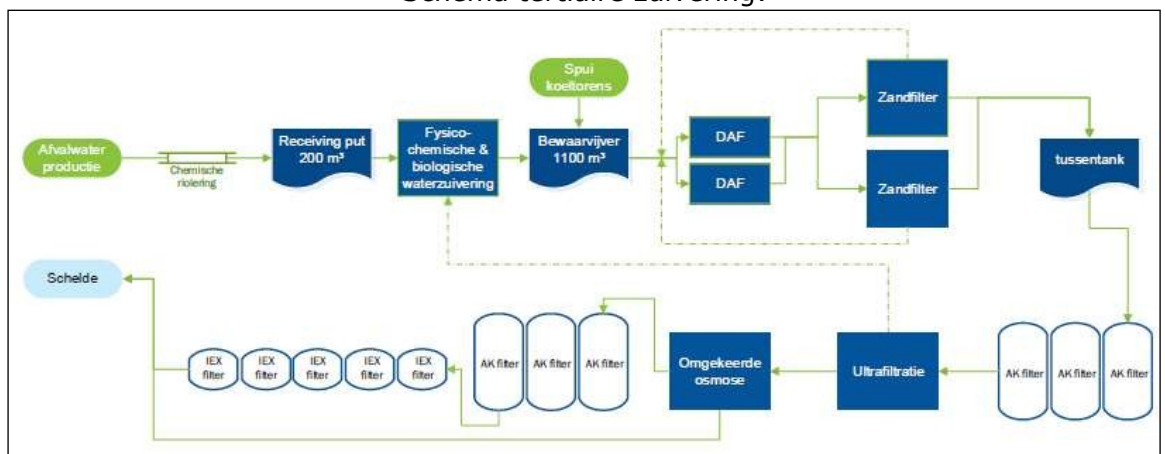 Schema tertiaire zuivering:
Afvalwater
productie
Chemische
riolering
Receiving put
200 m³
Fysico-
chemische &
biologische
waterzuivering
Spui
koeltorens
Bewaarvijver
1100 m³
DAF
DAF
Zandfilter
Zandfilter
tussentank
Schelde
IEX
filter
IEX
filter
IEX
filter
IEX
filter
IEX
filter
AK filter
AK filter
AK filter
Omgekeerde
osmose
Ultrafiltratie
AK filter
AK filter
AK filter